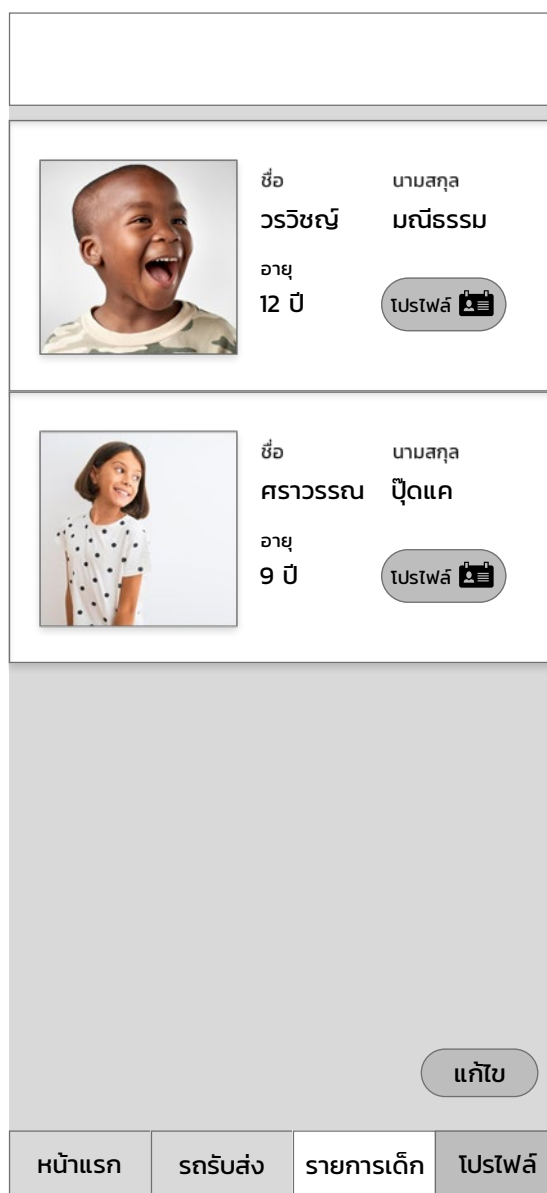 ชื่อ นามสกุล
วรวิชญ์ มณีธรรม
อายุ
12 ปี โปรไฟล์
ชื่อ นามสกุล
ศราวรรณ ปุ๊ดแค
อายุ
9 ปี โปรไฟล์
แก้ไข
หน้าแรก รถรับส่ง รายการเด็ก โปรไฟล์